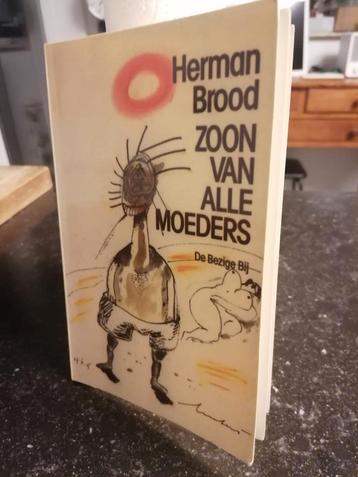 Herman
Brood
ZOON
VAN
ALLE
MOEDERS
De Bezige Bij